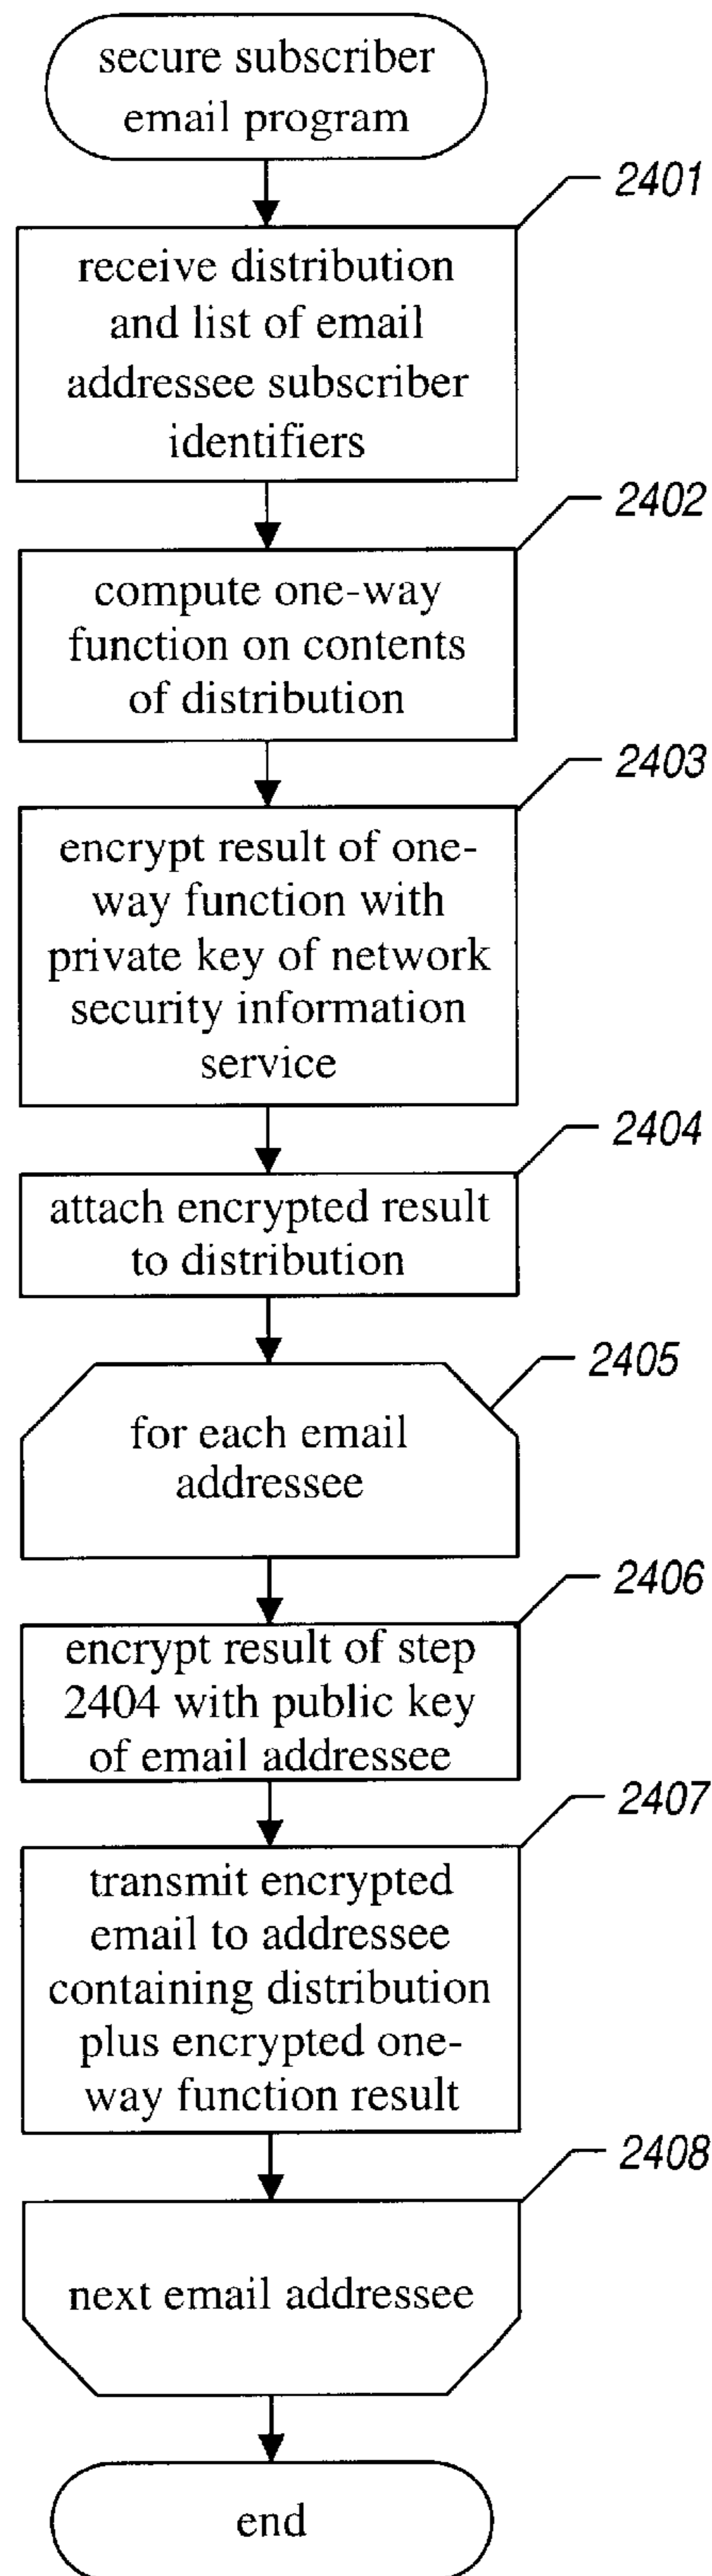 secure subscriber
email program
2401
receive distribution
and list of email
addressee subscriber
identifiers
2402
compute one-way
function on contents
of distribution
2403
encrypt result of one-
way function with
private key of network
security information
service
2404
attach encrypted result
to distribution
2405
for each email
addressee
2406
encrypt result of step
2404 with public key
of email addressee
2407
transmit encrypted
email to addressee
containing distribution
plus encrypted one-
way function result
2408
next email addressee
end